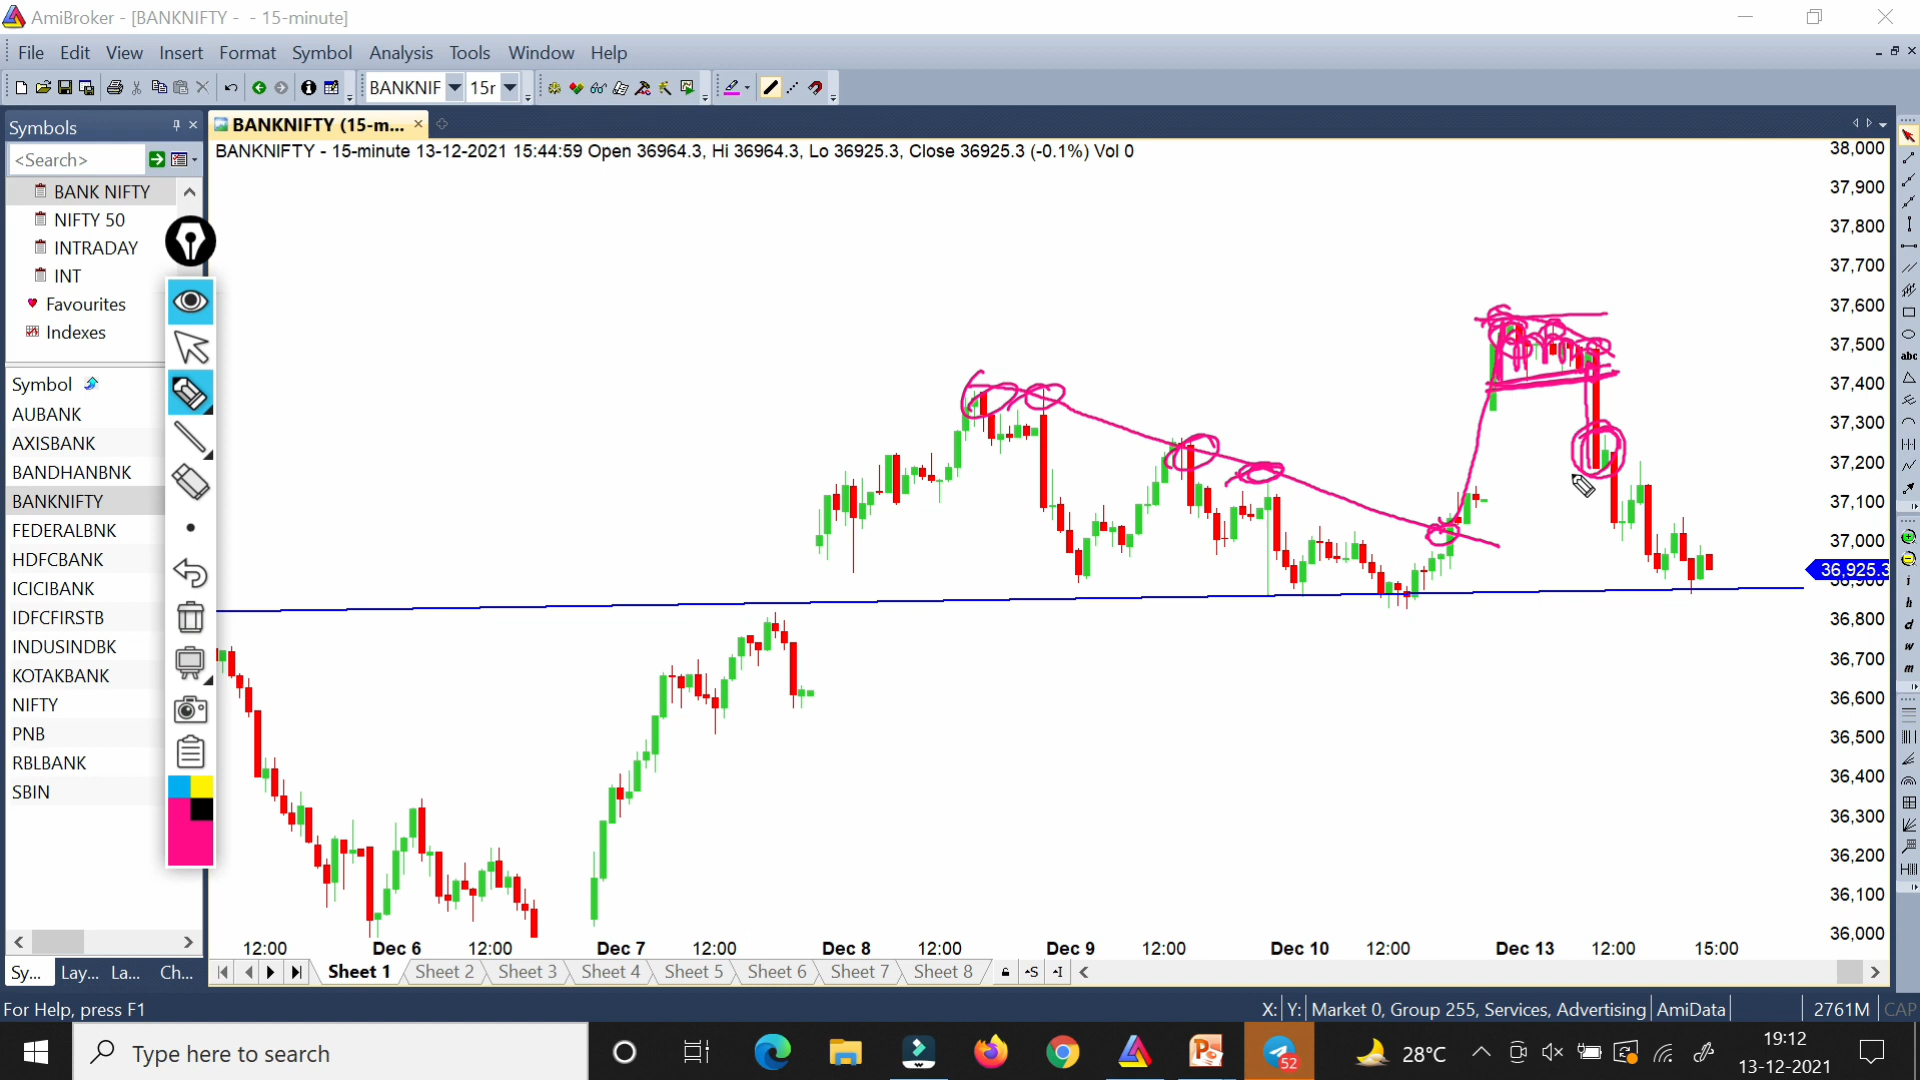 AmiBroker - [BANKNIFTY - - 15-minute]
File Edit View Insert Format Symbol Analysis Tools Window Help
BANKNIF 15r
Symbols
BANKNIFTY (15-m...
<Search>
BANKNIFTY - 15-minute 13-12-2021 15:44:59 Open 36964.3, Hi 36964.3, Lo 36925.3, Close 36925.3 (-0.1%) Vol 0
BANK NIFTY
NIFTY 50
INTRADAY
INT
Favourites
Indexes
Symbol
AUBANK
AXISBANK
BANDHANBNK
BANKNIFTY
FEDERALBNK
HDFCBANK
ICICIBANK
IDFCFIRSTB
INDUSINDBK
KOTAKBANK
NIFTY
PNB
RBLBANK
SBIN
38,000
37,900
37,800
37,700
37,600
37,500
37,400
37,300
37,200
37,100
37,000
36,925.3
36,900
36,800
36,700
36,600
36,500
36,400
36,300
36,200
36,100
36,000
abc
i
h
d
w
m
12:00 Dec 6 12:00 Dec 7 12:00 Dec 8 12:00 Dec 9 12:00 Dec 10 12:00 Dec 13 12:00 15:00
Sy... Lay... La... Ch...
Sheet 1 Sheet 2 Sheet 3 Sheet 4 Sheet 5 Sheet 6 Sheet 7 Sheet 8
For Help, press F1
X: Y: Market 0, Group 255, Services, Advertising AmiData 2761M CAP
Type here to search
52
28°C
19:12
13-12-2021